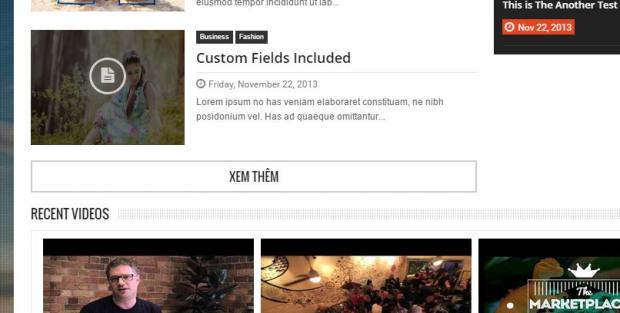 eiusmod tempor incididunt ut lab...
This is The Another Test
Nov 22, 2013
Business Fashion
Custom Fields Included
Friday, November 22, 2013
Lorem ipsum no has veniam elaboraret constituam, ne nibh
posidonium vel. Has ad quaeque omittantur...
XEM THÊM
RECENT VIDEOS
The
MARKETPLAC